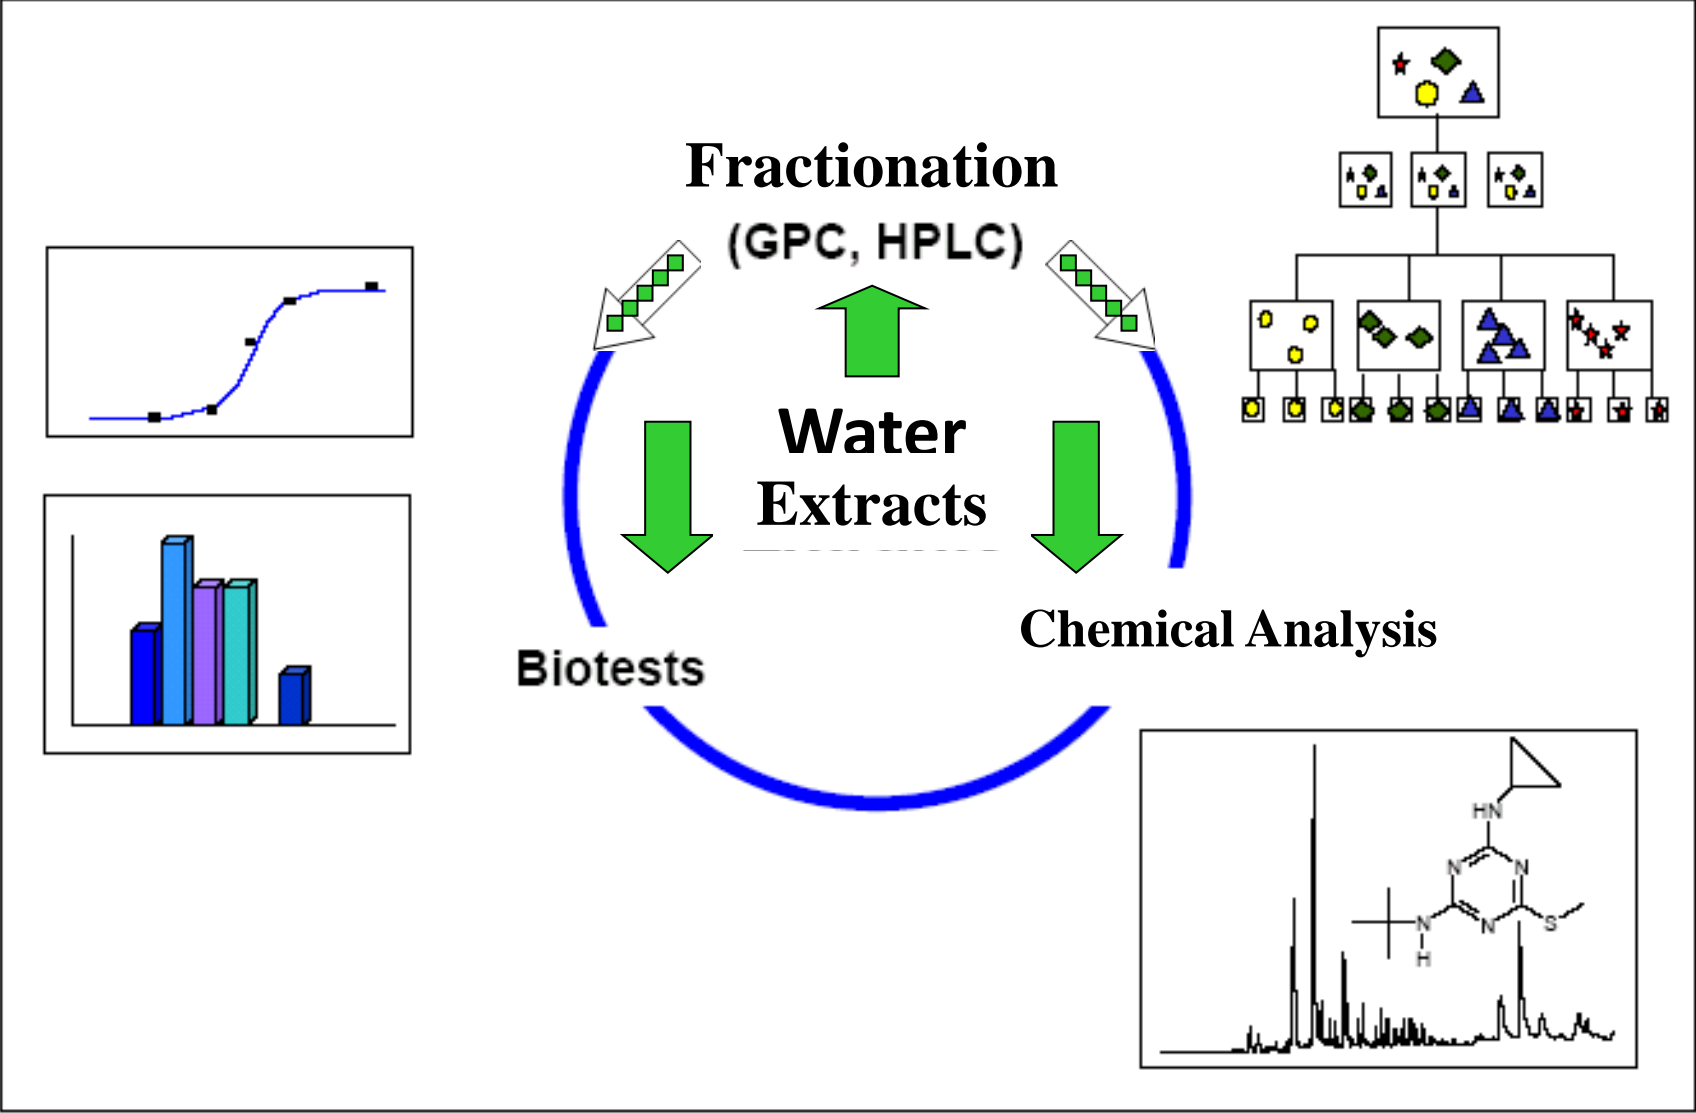 Fractionation
(GPC, HPLC)
Water
Extracts
Chemical Analysis
Biotests
HN
N N
N N S
H